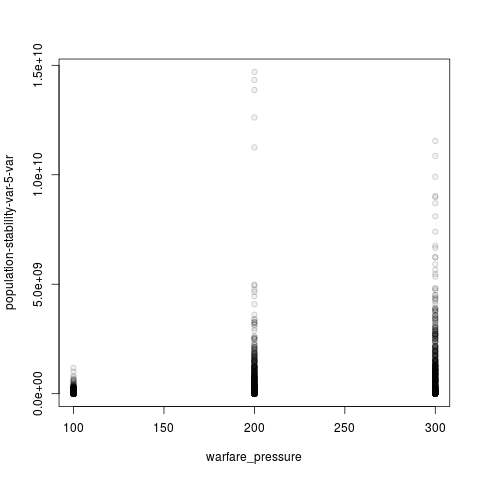 1.5e+10
1.0e+10
5.0e+09
0.0e+00
population-stability-var-5-var
100 150 200 250 300
warfare_pressure